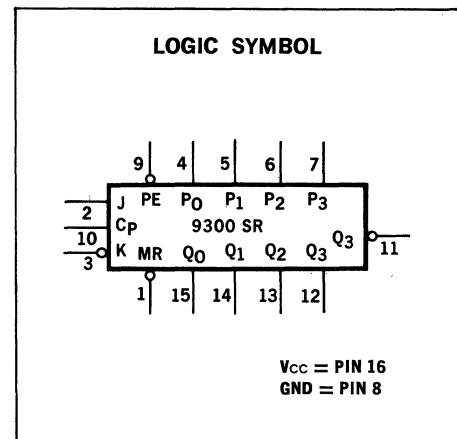 LOGIC SYMBOL
9 4 5 6 7
J PE P0 P1 P2 P3
2
CP 9300 SR Q3
10 11
K MR Q0 Q1 Q2 Q3
3
1 15 14 13 12
VCC = PIN 16
GND = PIN 8